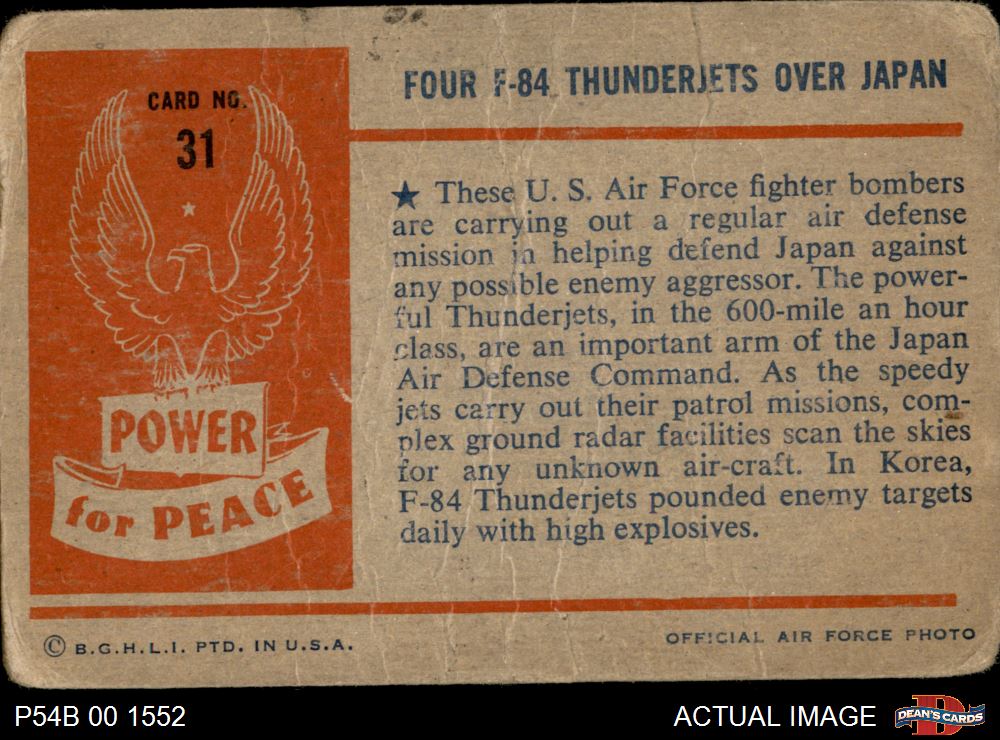 CARD NO.
31
POWER
for PEACE
FOUR F-84 THUNDERJETS OVER JAPAN
★ These U. S. Air Force fighter bombers
are carrying out a regular air defense
mission in helping defend Japan against
any possible enemy aggressor. The power-
ful Thunderjets, in the 600-mile an hour
class, are an important arm of the Japan
Air Defense Command. As the speedy
jets carry out their patrol missions, com-
plex ground radar facilities scan the skies
for any unknown air-craft. In Korea,
F-84 Thunderjets pounded enemy targets
daily with high explosives.
© B.G.H.L.I. PTD. IN U.S.A.
OFFICIAL AIR FORCE PHOTO
P54B 00 1552
ACTUAL IMAGE
DEAN'S CARDS